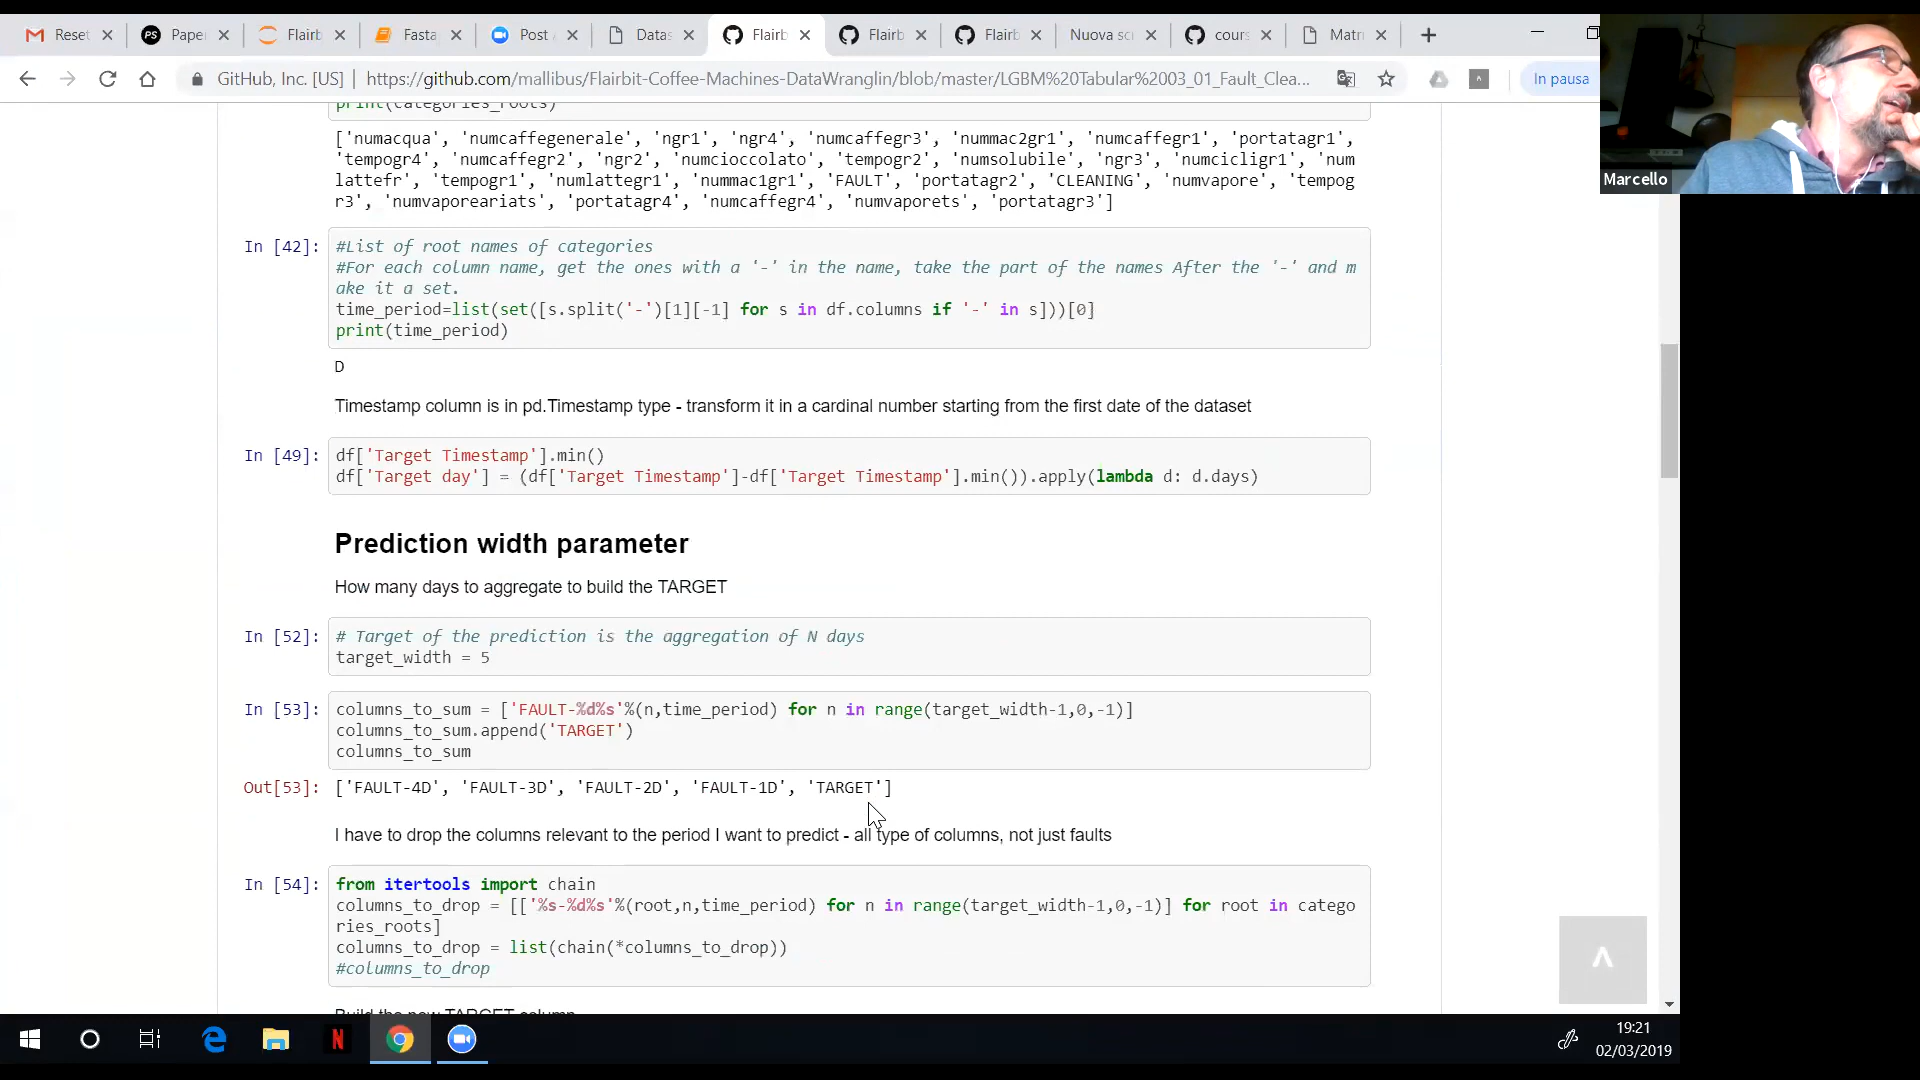 Reset
Pape
Flairb
Fasta
Post
Datas
Flairb
Flairb
Flairb
Nuova sc
cours
Matri
GitHub, Inc. [US]
https://github.com/mallibus/Flairbit-Coffee-Machines-DataWranglin/blob/master/LGBM%20Tabular%2003_01_Fault_Clea...
In pausa
Marcello
print(categories_roots)
['numacqua', 'numcaffegenerale', 'ngr1', 'ngr4', 'numcaffegr3', 'nummac2gr1', 'numcaffegr1', 'portatagr1',
'tempogr4', 'numcaffegr2', 'ngr2', 'numcioccolato', 'tempogr2', 'numsolubile', 'ngr3', 'numcicligr1', 'num
lattefr', 'tempogr1', 'numlattegr1', 'nummac1gr1', 'FAULT', 'portatagr2', 'CLEANING', 'numvapore', 'tempog
r3', 'numvaporeariats', 'portatagr4', 'numcaffegr4', 'numvaporets', 'portatagr3']
In [42]:
#List of root names of categories
#For each column name, get the ones with a '-' in the name, take the part of the names After the '-' and m
ake it a set.
time_period=list(set([s.split('-')[1][-1] for s in df.columns if '-' in s]))[0]
print(time_period)
D
Timestamp column is in pd.Timestamp type - transform it in a cardinal number starting from the first date of the dataset
In [49]:
df['Target Timestamp'].min()
df['Target day'] = (df['Target Timestamp']-df['Target Timestamp'].min()).apply(lambda d: d.days)
Prediction width parameter
How many days to aggregate to build the TARGET
In [52]:
# Target of the prediction is the aggregation of N days
target_width = 5
In [53]:
columns_to_sum = ['FAULT-%d%s'%(n,time_period) for n in range(target_width-1,0,-1)]
columns_to_sum.append('TARGET')
columns_to_sum
Out[53]:
['FAULT-4D', 'FAULT-3D', 'FAULT-2D', 'FAULT-1D', 'TARGET']
I have to drop the columns relevant to the period I want to predict - all type of columns, not just faults
In [54]:
from itertools import chain
columns_to_drop = [['%s-%d%s'%(root,n,time_period) for n in range(target_width-1,0,-1)] for root in catego
ries_roots]
columns_to_drop = list(chain(*columns_to_drop))
#columns_to_drop
Build the new TARGET column
19:21
02/03/2019